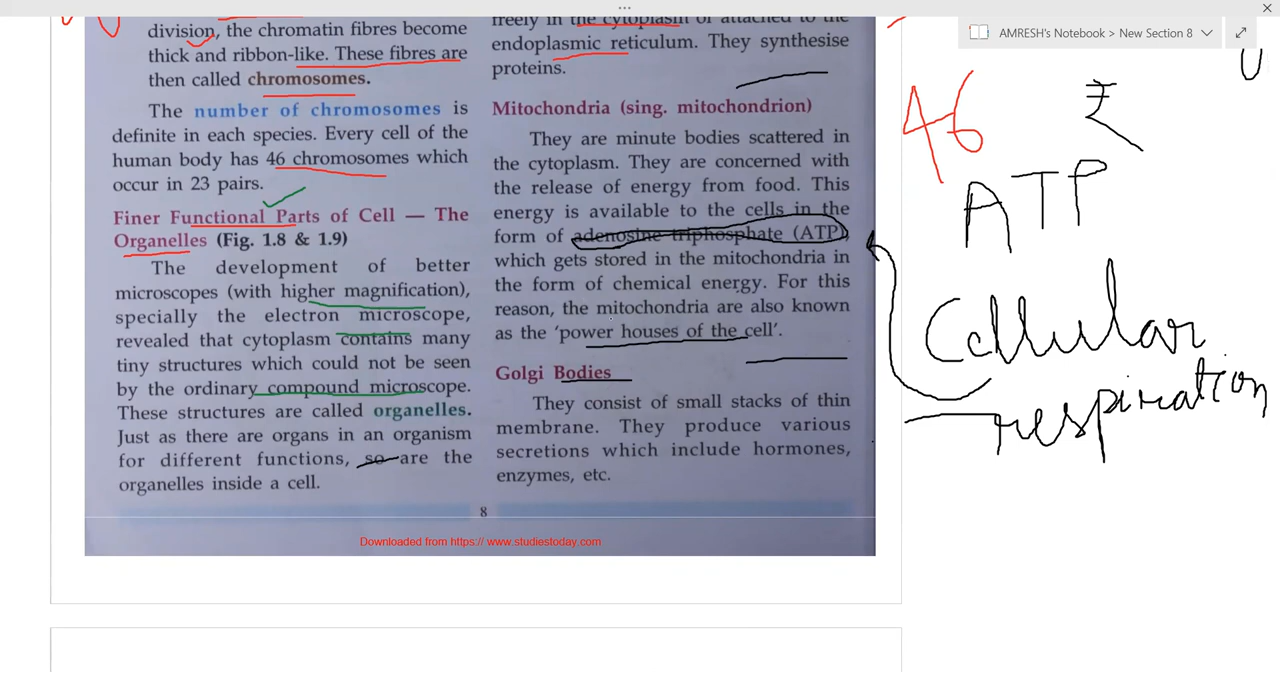 AMRESH's Notebook > New Section 8
division, the chromatin fibres become
thick and ribbon-like. These fibres are
then called chromosomes.
The number of chromosomes is
definite in each species. Every cell of the
human body has 46 chromosomes which
occur in 23 pairs.
Finer Functional Parts of Cell — The
Organelles (Fig. 1.8 & 1.9)
The development of better
microscopes (with higher magnification),
specially the electron microscope,
revealed that cytoplasm contains many
tiny structures which could not be seen
by the ordinary compound microscope.
These structures are called organelles.
Just as there are organs in an organism
for different functions, so are the
organelles inside a cell.
freely in the cytoplasm or attached to the
endoplasmic reticulum. They synthesise
proteins.
Mitochondria (sing. mitochondrion)
They are minute bodies scattered in
the cytoplasm. They are concerned with
the release of energy from food. This
energy is available to the cells in the
form of adenosine triphosphate (ATP),
which gets stored in the mitochondria in
the form of chemical energy. For this
reason, the mitochondria are also known
as the 'power houses of the cell'.
Golgi Bodies
They consist of small stacks of thin
membrane. They produce various
secretions which include hormones,
enzymes, etc.
8
Downloaded from https:// www.studiestoday.com
46
₹
ATP
Cellular
respiration